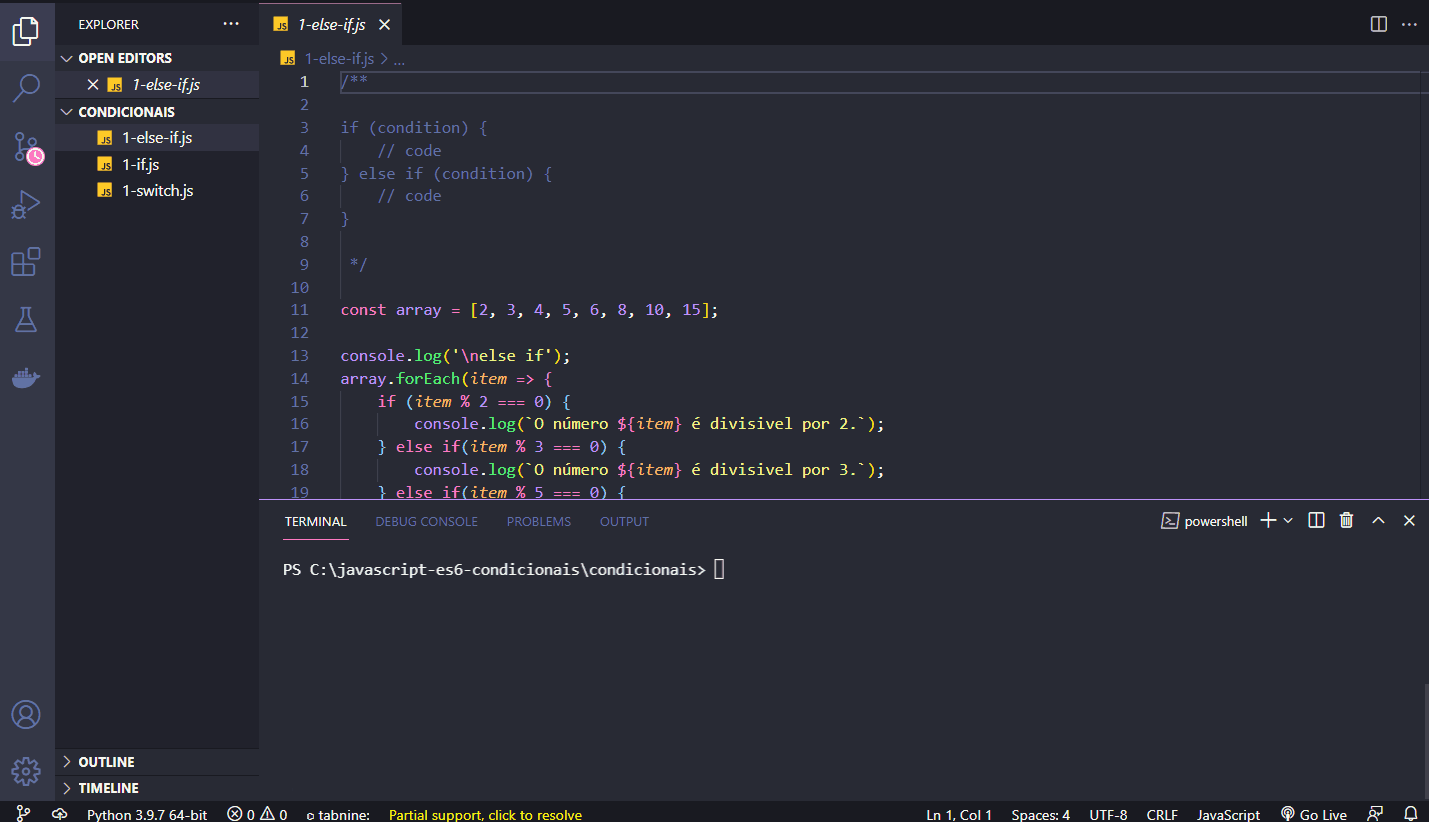 EXPLORER
···
JS 1-else-if.js
OPEN EDITORS
JS 1-else-if.js
CONDICIONAIS
JS 1-else-if.js
JS 1-if.js
JS 1-switch.js
OUTLINE
TIMELINE
JS 1-else-if.js > ...
1 /**
2
3 if (condition) {
4 // code
5 } else if (condition) {
6 // code
7 }
8
9 */
10
11 const array = [2, 3, 4, 5, 6, 8, 10, 15];
12
13 console.log('\nelse if');
14 array.forEach(item => {
15 if (item % 2 === 0) {
16 console.log(`O número ${item} é divisivel por 2.`);
17 } else if(item % 3 === 0) {
18 console.log(`O número ${item} é divisivel por 3.`);
19 } else if(item % 5 === 0) {
TERMINAL DEBUG CONSOLE PROBLEMS OUTPUT powershell
PS C:\javascript-es6-condicionais\condicionais>
Python 3.9.7 64-bit 0 0 tabnine: Partial support, click to resolve Ln 1, Col 1 Spaces: 4 UTF-8 CRLF JavaScript Go Live